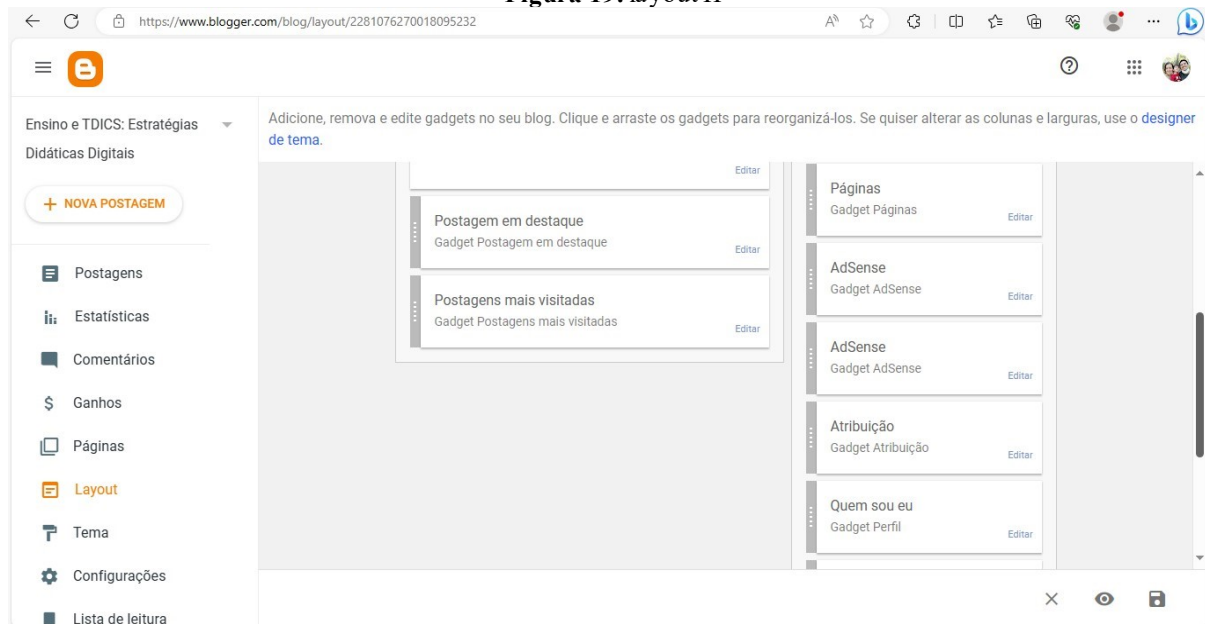 Figura 19: layout II
https://www.blogger.com/blog/layout/2281076270018095232
Ensino e TDICS: Estratégias
Didáticas Digitais
+ NOVA POSTAGEM
Postagens
Estatísticas
Comentários
$ Ganhos
Páginas
Layout
Tema
Configurações
Lista de leitura
Adicione, remova e edite gadgets no seu blog. Clique e arraste os gadgets para reorganizá-los. Se quiser alterar as colunas e larguras, use o designer
de tema.
Editar
Postagem em destaque
Gadget Postagem em destaque
Editar
Postagens mais visitadas
Gadget Postagens mais visitadas
Editar
Páginas
Gadget Páginas
Editar
AdSense
Gadget AdSense
Editar
AdSense
Gadget AdSense
Editar
Atribuição
Gadget Atribuição
Editar
Quem sou eu
Gadget Perfil
Editar